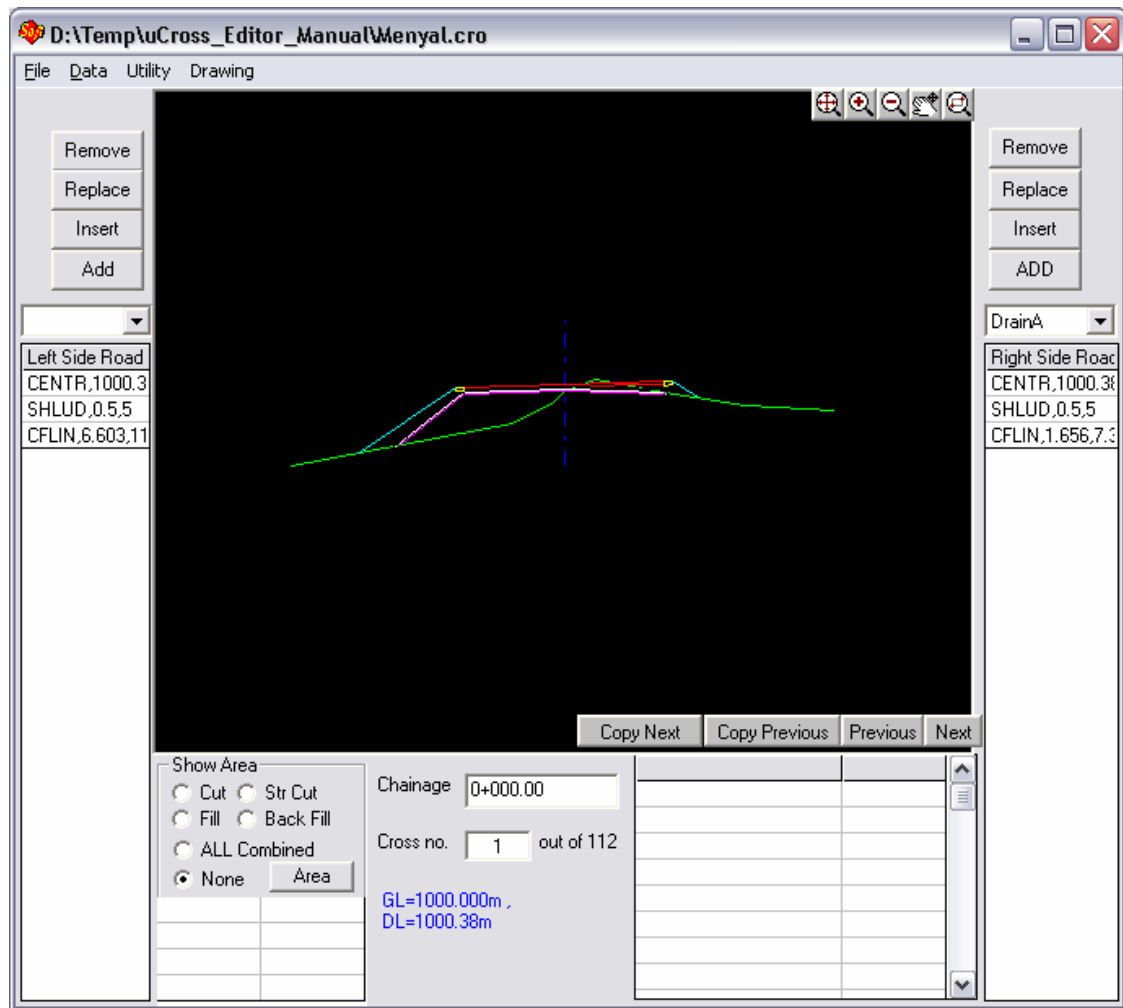 D:\Temp\uCross_Editor_Manual\Menyal.cro
File Data Utility Drawing
Remove
Replace
Insert
Add
Left Side Road
CENTR,1000.3
SHLUD,0.5,5
CFLIN,6.603,11
Remove
Replace
Insert
ADD
DrainA
Right Side Road
CENTR,1000.38
SHLUD,0.5,5
CFLIN,1.656,7.3
Copy Next Copy Previous Previous Next
Show Area
Cut Str Cut
Fill Back Fill
ALL Combined
None Area
Chainage 0+000.00
Cross no. 1 out of 112
GL=1000.000m ,
DL=1000.38m